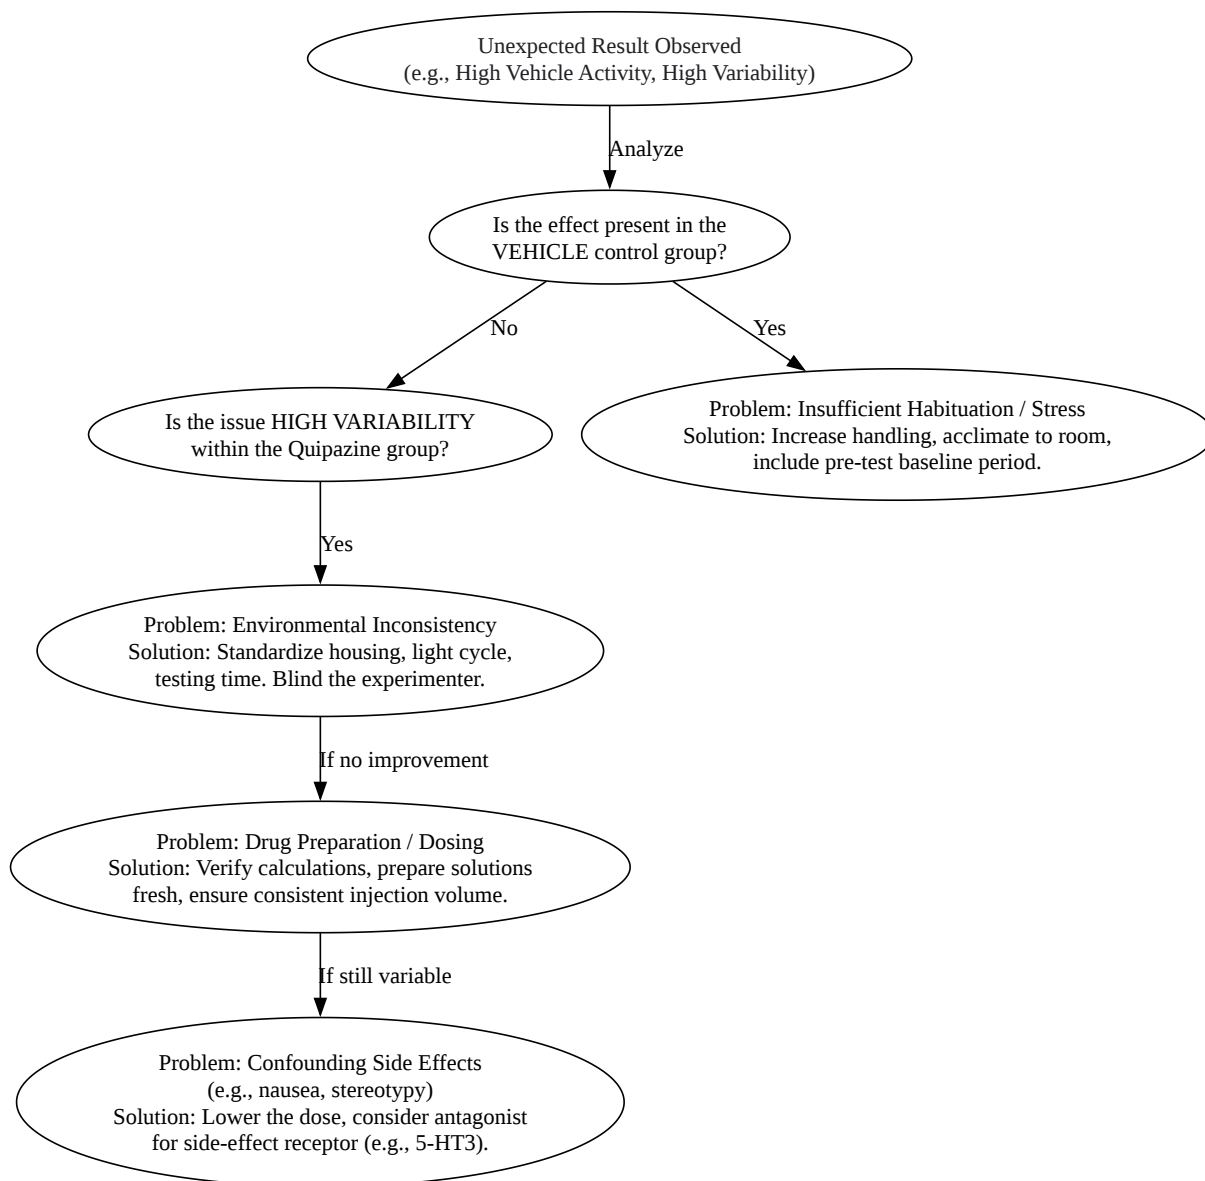 Unexpected Result Observed
(e.g., High Vehicle Activity, High Variability)
Analyze
Is the effect present in the
VEHICLE control group?
No
Yes
Is the issue HIGH VARIABILITY
within the Quipazine group?
Problem: Insufficient Habituation / Stress
Solution: Increase handling, acclimate to room,
include pre-test baseline period.
Yes
Problem: Environmental Inconsistency
Solution: Standardize housing, light cycle,
testing time. Blind the experimenter.
If no improvement
Problem: Drug Preparation / Dosing
Solution: Verify calculations, prepare solutions
fresh, ensure consistent injection volume.
If still variable
Problem: Confounding Side Effects
(e.g., nausea, stereotypy)
Solution: Lower the dose, consider antagonist
for side-effect receptor (e.g., 5-HT3).